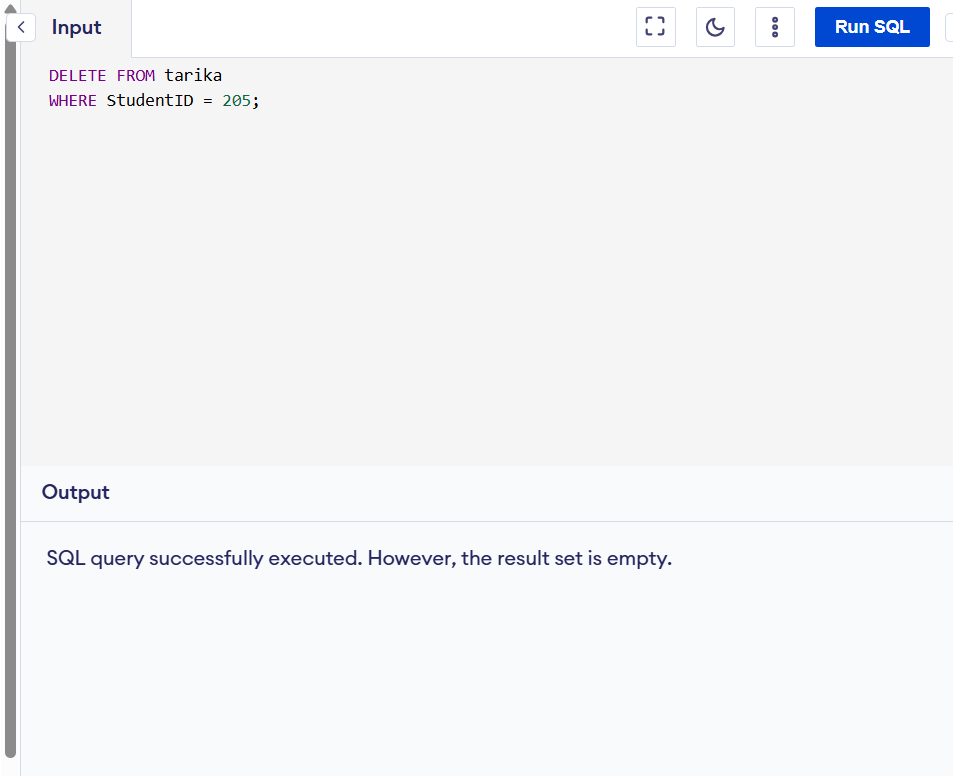 Input
Run SQL
DELETE FROM tarika
WHERE StudentID = 205;
Output
SQL query successfully executed. However, the result set is empty.